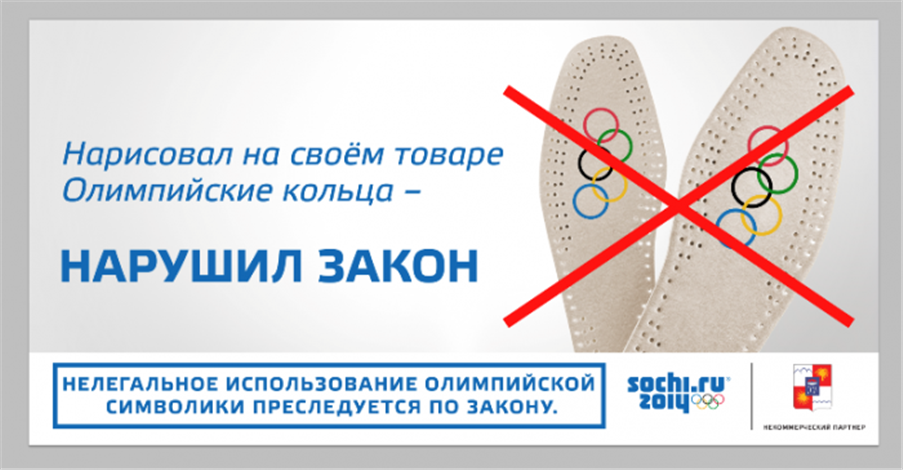 Нарисовал на своём товаре
Олимпийские кольца –
НАРУШИЛ ЗАКОН
НЕЛЕГАЛЬНОЕ ИСПОЛЬЗОВАНИЕ ОЛИМПИЙСКОЙ
СИМВОЛИКИ ПРЕСЛЕДУЕТСЯ ПО ЗАКОНУ.
sochi.ru
2014
НЕКОММЕРЧЕСКИЙ ПАРТНЕР